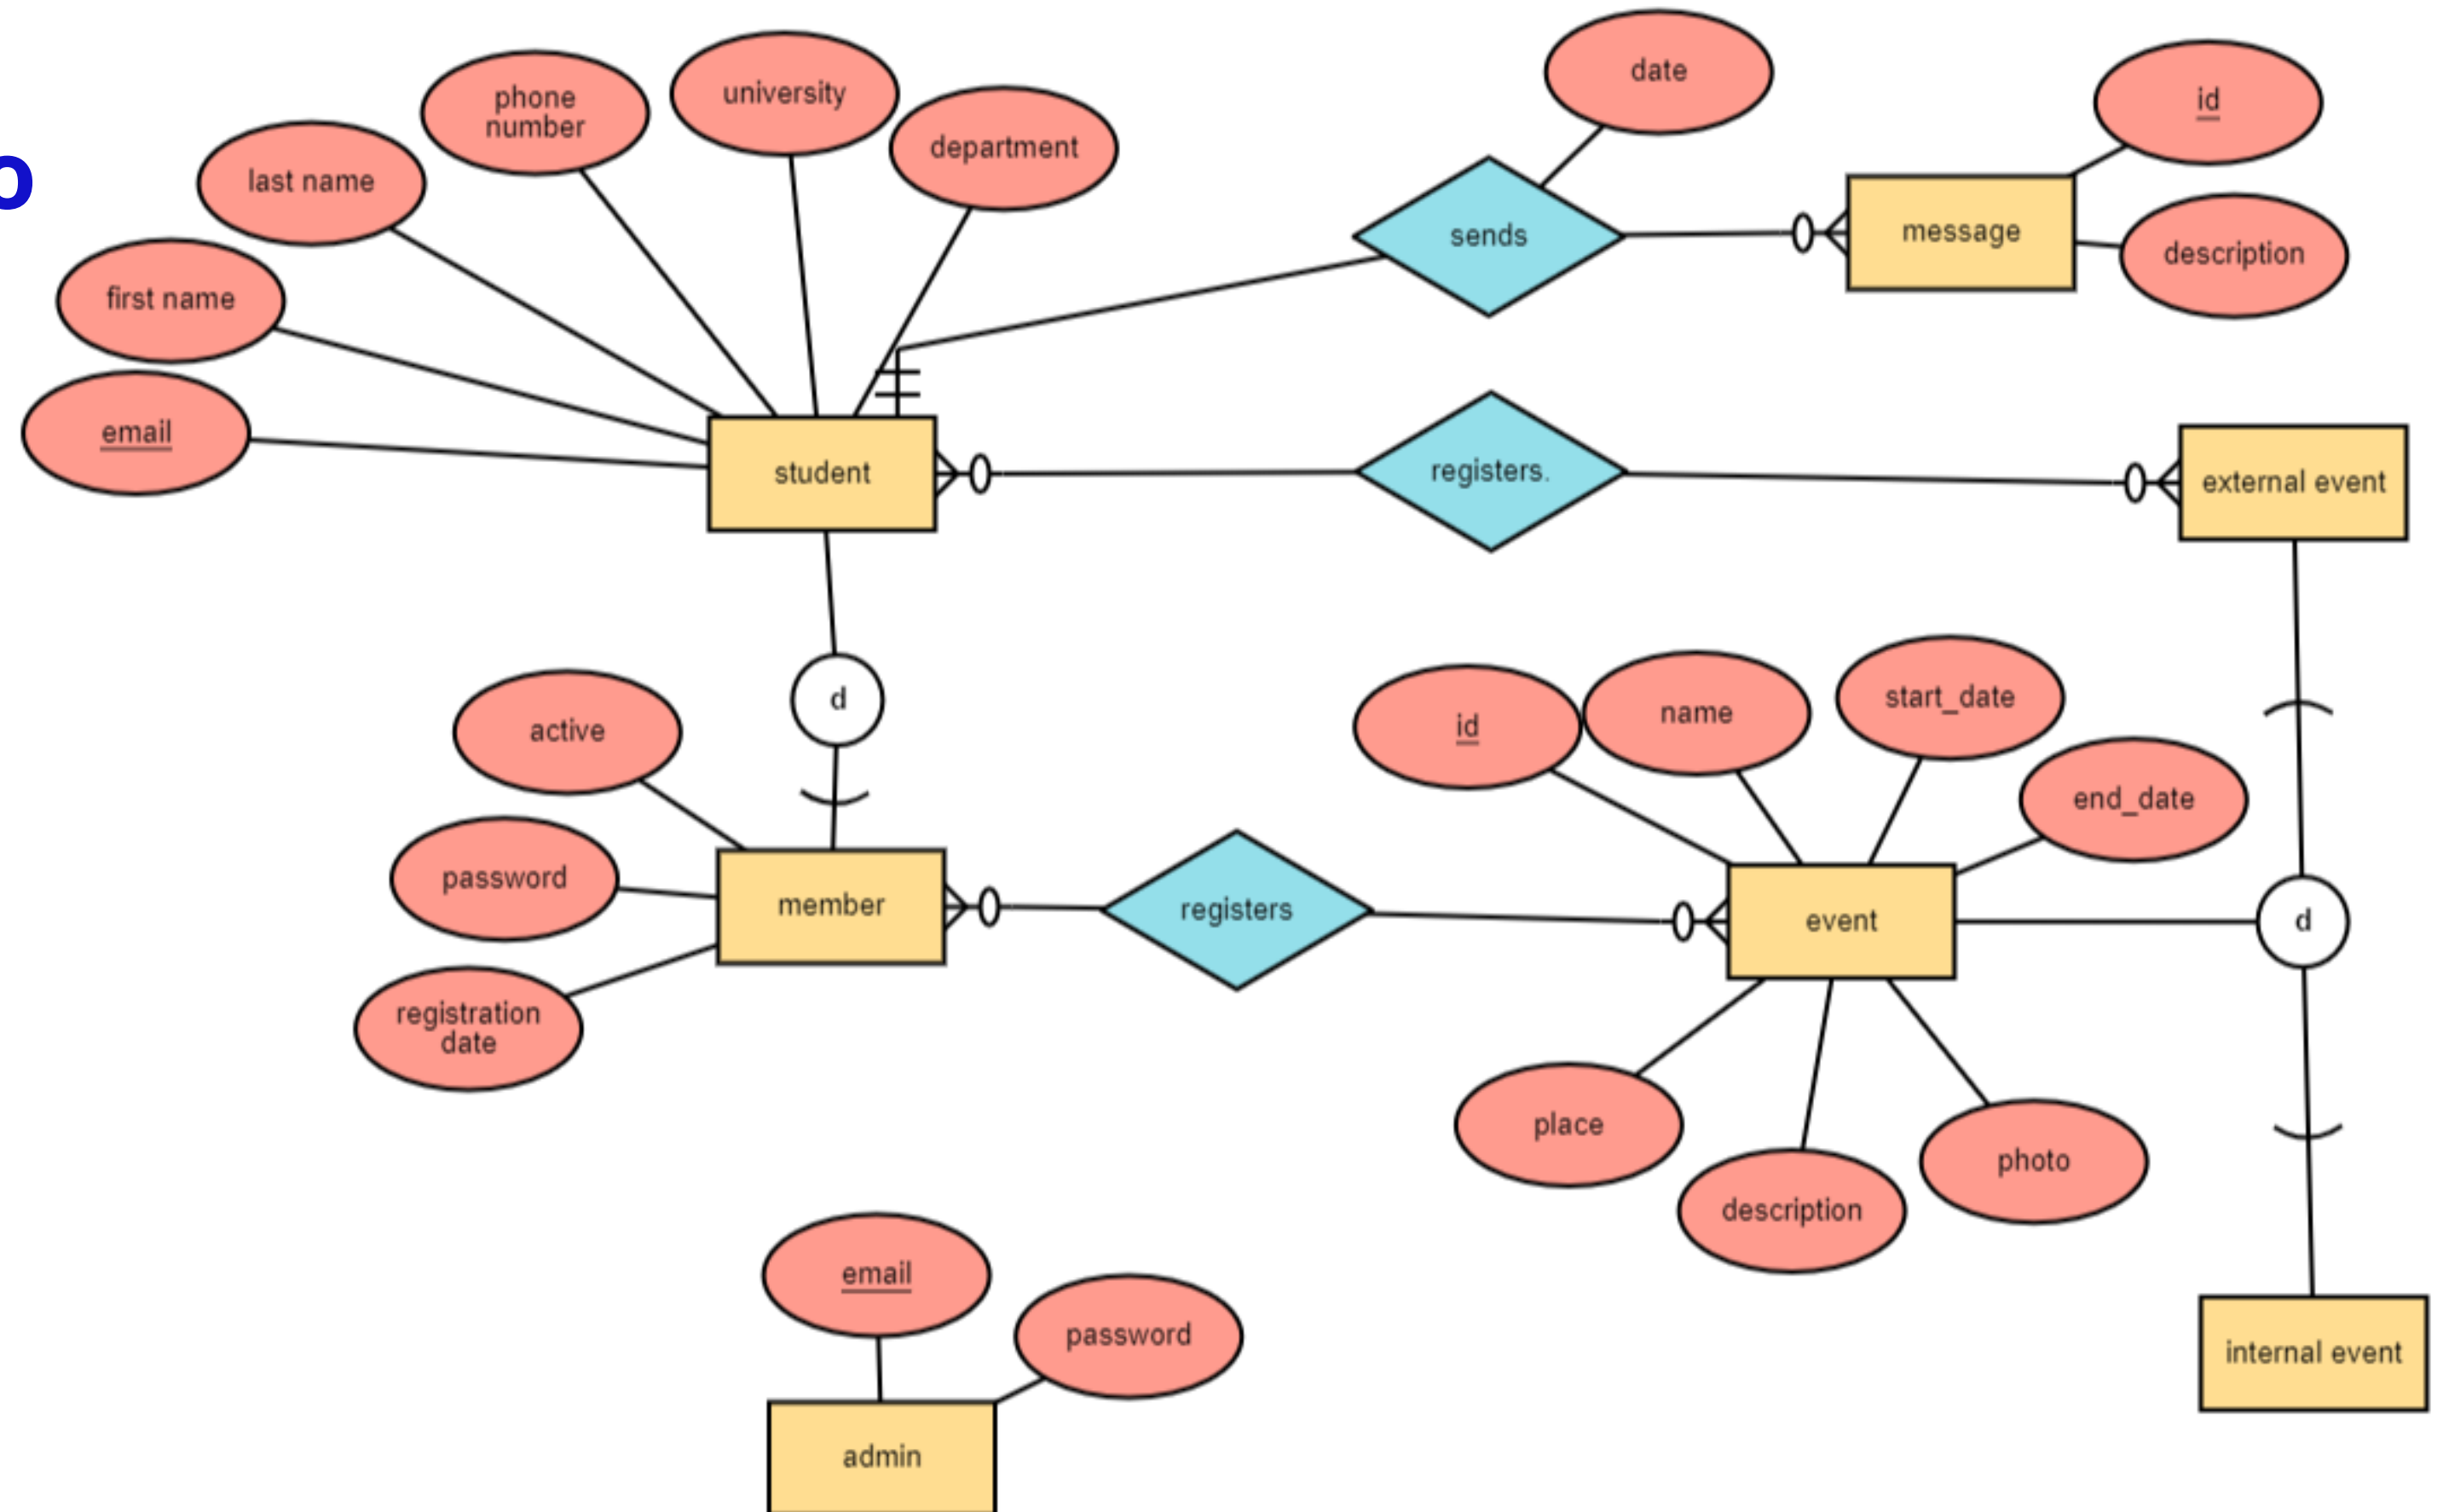 date
university
phone
number
id
department
last name
o
sends
message
description
first name
email
student
registers.
external event
d
active
id
name
start_date
end_date
password
member
registers
event
d
registration
date
place
photo
description
email
password
internal event
admin